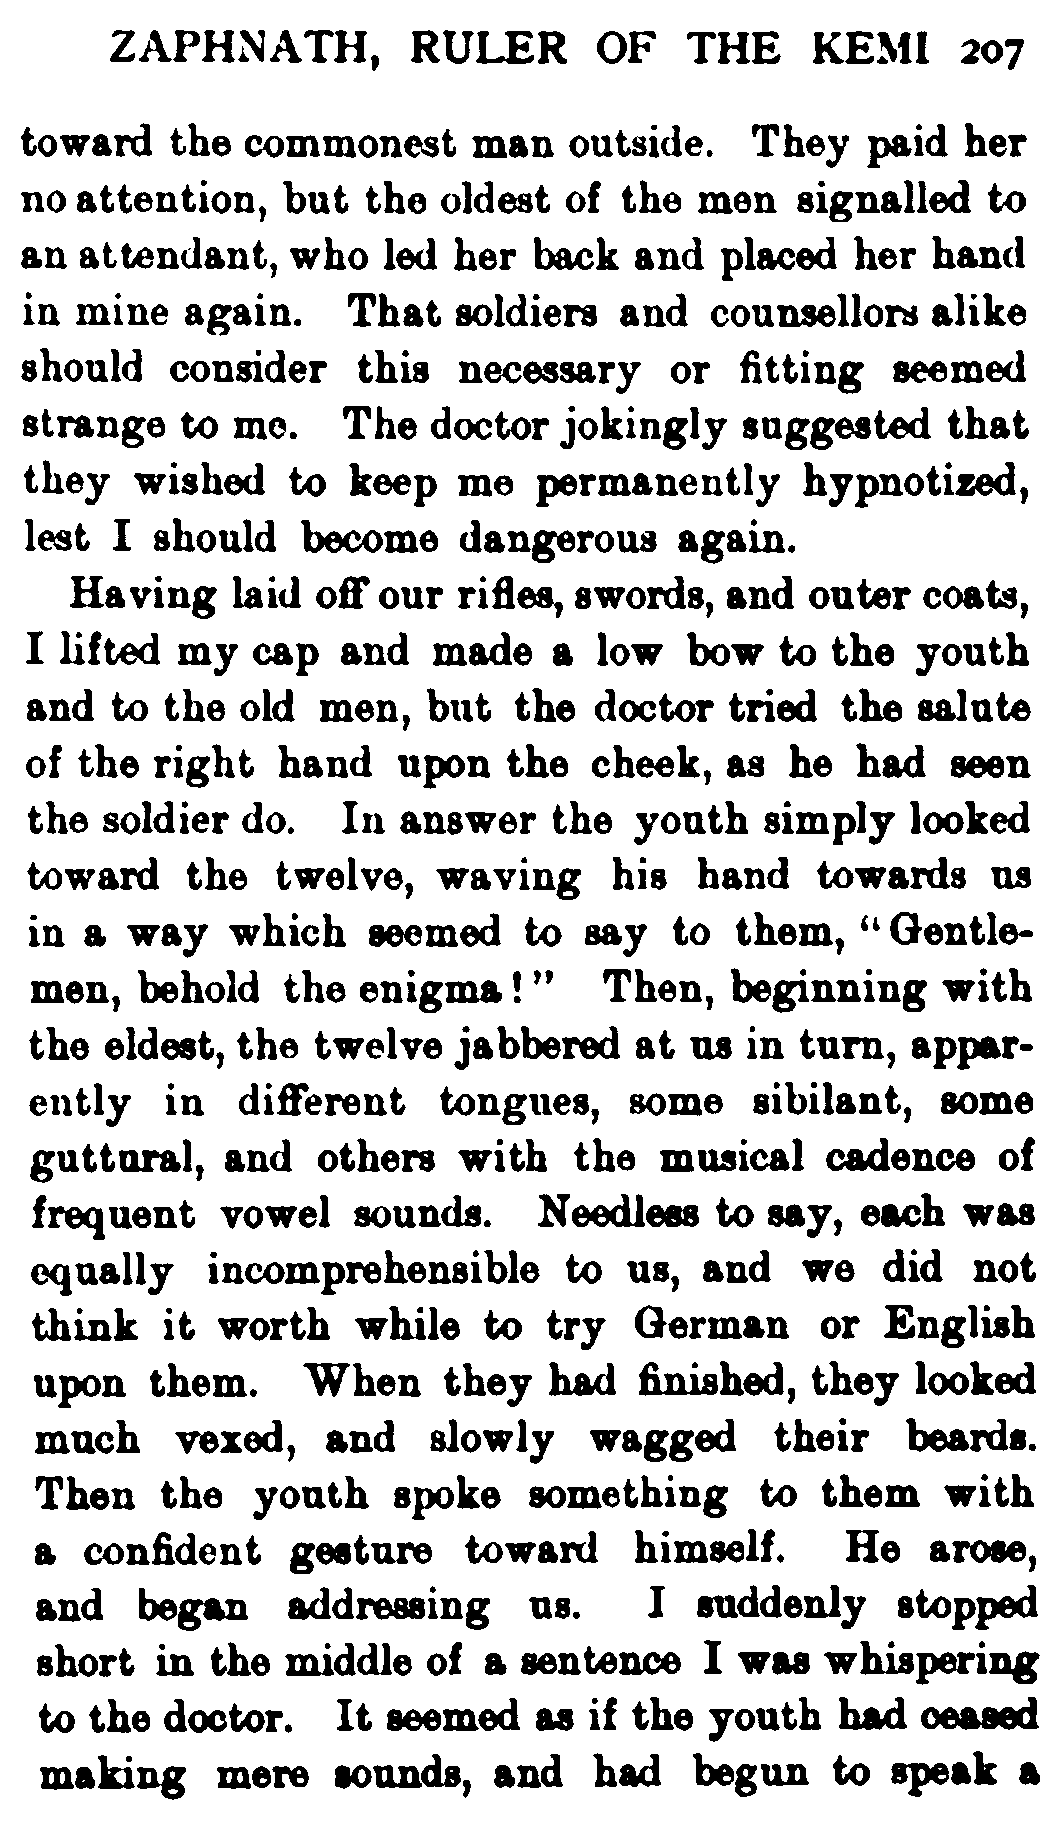 ZAPHNATH, RULER OF THE KEMI 207
toward the commonest man outside. They paid her
no attention, but the oldest of the men signalled to
an attendant, who led her back and placed her hand
in mine again. That soldiers and counsellors alike
should consider this necessary or fitting seemed
strange to me. The doctor jokingly suggested that
they wished to keep me permanently hypnotized,
lest I should become dangerous again.
Having laid off our rifles, swords, and outer coats,
I lifted my cap and made a low bow to the youth
and to the old men, but the doctor tried the salute
of the right hand upon the cheek, as he had seen
the soldier do. In answer the youth simply looked
toward the twelve, waving his hand towards us
in a way which seemed to say to them, "Gentle-
men, behold the enigma!" Then, beginning with
the eldest, the twelve jabbered at us in turn, appar-
ently in different tongues, some sibilant, some
guttural, and others with the musical cadence of
frequent vowel sounds. Needless to say, each was
equally incomprehensible to us, and we did not
think it worth while to try German or English
upon them. When they had finished, they looked
much vexed, and slowly wagged their beards.
Then the youth spoke something to them with
a confident gesture toward himself. He arose,
and began addressing us. I suddenly stopped
short in the middle of a sentence I was whispering
to the doctor. It seemed as if the youth had ceased
making mere sounds, and had begun to speak a